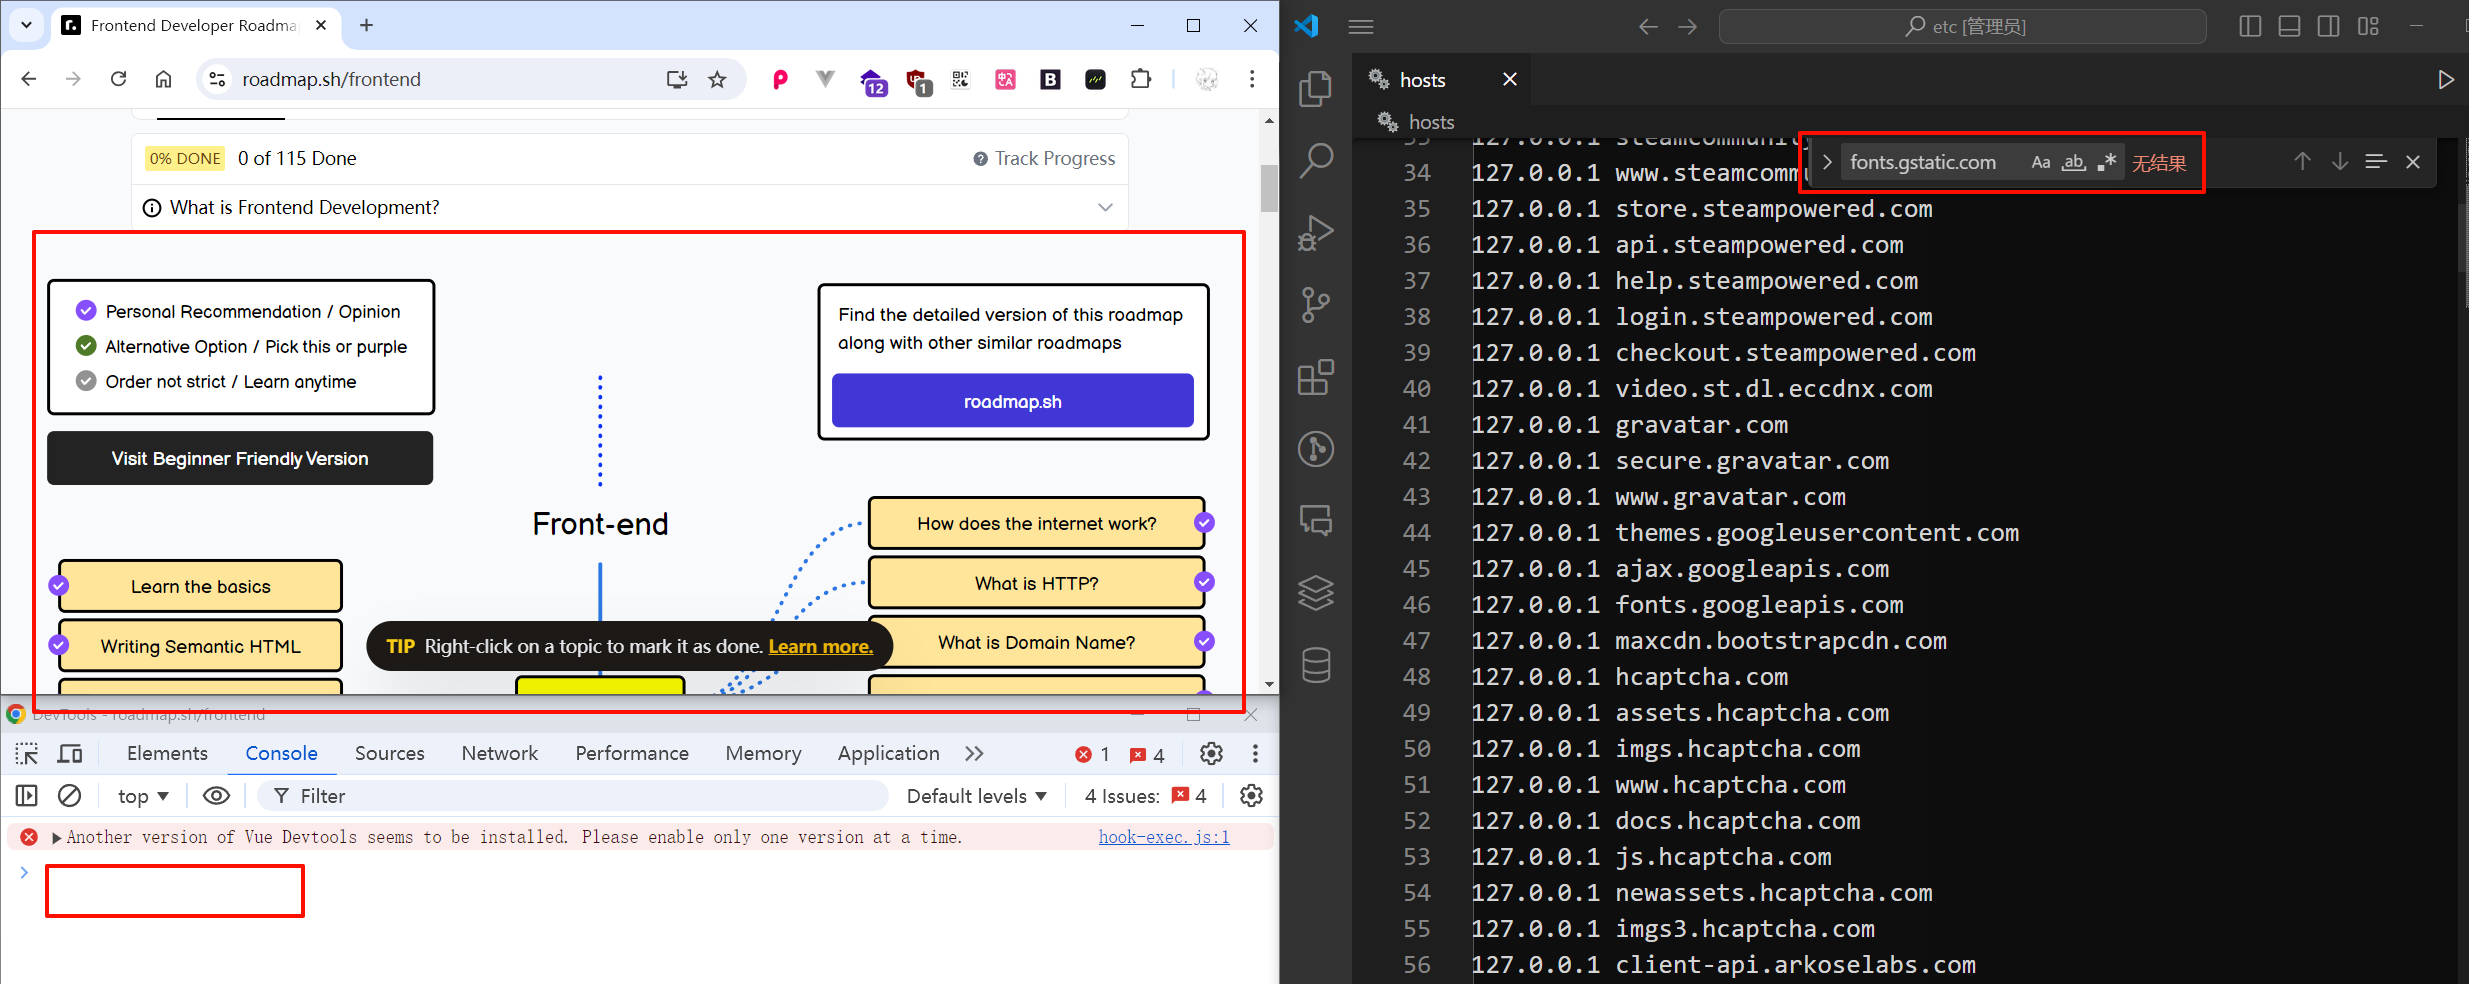 Frontend Developer Roadma
roadmap.sh/frontend
12
1
0% DONE 0 of 115 Done
Track Progress
What is Frontend Development?
Personal Recommendation / Opinion
Alternative Option / Pick this or purple
Order not strict / Learn anytime
Visit Beginner Friendly Version
Find the detailed version of this roadmap
along with other similar roadmaps
roadmap.sh
Front-end
How does the internet work?
What is HTTP?
What is Domain Name?
Learn the basics
Writing Semantic HTML
TIP Right-click on a topic to mark it as done. Learn more.
DevTools - roadmap.sh/frontend
Elements Console Sources Network Performance Memory Application 1 4
top Filter Default levels 4 Issues: 4
Another version of Vue Devtools seems to be installed. Please enable only one version at a time. hook-exec.js:1
etc [管理员]
hosts
hosts
fonts.gstatic.com Aa ab 无结果
33 127.0.0.1 steamcommunity
34 127.0.0.1 www.steamcommu
35 127.0.0.1 store.steampowered.com
36 127.0.0.1 api.steampowered.com
37 127.0.0.1 help.steampowered.com
38 127.0.0.1 login.steampowered.com
39 127.0.0.1 checkout.steampowered.com
40 127.0.0.1 video.st.dl.eccdnx.com
41 127.0.0.1 gravatar.com
42 127.0.0.1 secure.gravatar.com
43 127.0.0.1 www.gravatar.com
44 127.0.0.1 themes.googleusercontent.com
45 127.0.0.1 ajax.googleapis.com
46 127.0.0.1 fonts.googleapis.com
47 127.0.0.1 maxcdn.bootstrapcdn.com
48 127.0.0.1 hcaptcha.com
49 127.0.0.1 assets.hcaptcha.com
50 127.0.0.1 imgs.hcaptcha.com
51 127.0.0.1 www.hcaptcha.com
52 127.0.0.1 docs.hcaptcha.com
53 127.0.0.1 js.hcaptcha.com
54 127.0.0.1 newassets.hcaptcha.com
55 127.0.0.1 imgs3.hcaptcha.com
56 127.0.0.1 client-api.arkoselabs.com